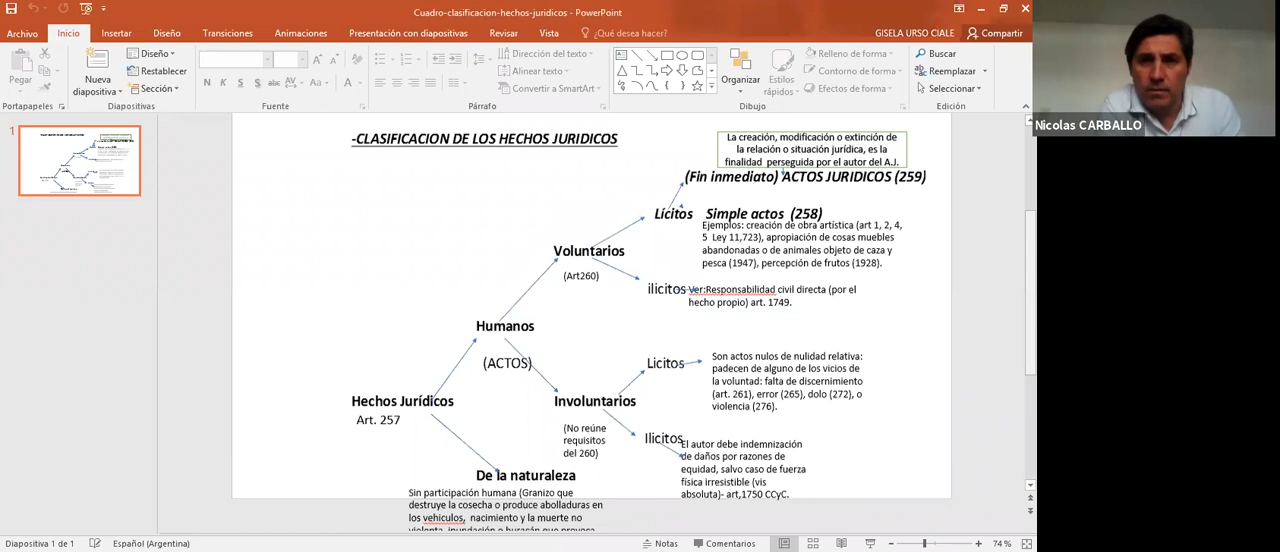 Cuadro-clasificacion-hechos-juridicos - PowerPoint
Archivo Inicio Insertar Diseño Transiciones Animaciones Presentación con diapositivas Revisar Vista ¿Qué desea hacer? GISELA URSO CIALE Compartir
Pegar
Nueva diapositiva
Diseño
Restablecer
Sección
N K S S abc AV Aa A
Dirección del texto
Alinear texto
Convertir a SmartArt
Organizar
Estilos rápidos
Relleno de forma
Contorno de forma
Efectos de forma
Buscar
Reemplazar
Seleccionar
Portapapeles Diapositivas Fuente Párrafo Dibujo Edición
1
-CLASIFICACION DE LOS HECHOS JURIDICOS
La creación, modificación o extinción de
la relación o situación jurídica, es la
finalidad perseguida por el autor del A.J.
(Fin inmediato) ACTOS JURIDICOS (259)
Lícitos Simple actos (258)
Ejemplos: creación de obra artística (art 1, 2, 4,
5 Ley 11,723), apropiación de cosas muebles
abandonadas o de animales objeto de caza y
pesca (1947), percepción de frutos (1928).
Voluntarios
(Art260)
ilicitos Ver:Responsabilidad civil directa (por el
hecho propio) art. 1749.
Humanos
(ACTOS)
Licitos
Son actos nulos de nulidad relativa:
padecen de alguno de los vicios de
la voluntad: falta de discernimiento
(art. 261), error (265), dolo (272), o
violencia (276).
Hechos Jurídicos
Art. 257
Involuntarios
(No reúne
requisitos
del 260)
Ilicitos
El autor debe indemnización
de daños por razones de
equidad, salvo caso de fuerza
física irresistible (vis
absoluta)- art,1750 CCyC.
De la naturaleza
Sin participación humana (Granizo que
destruye la cosecha o produce abolladuras en
los vehiculos, nacimiento y la muerte no
violenta, inundación o huracán que provoca
Nicolas CARBALLO
Diapositiva 1 de 1 Español (Argentina) Notas Comentarios 74 %